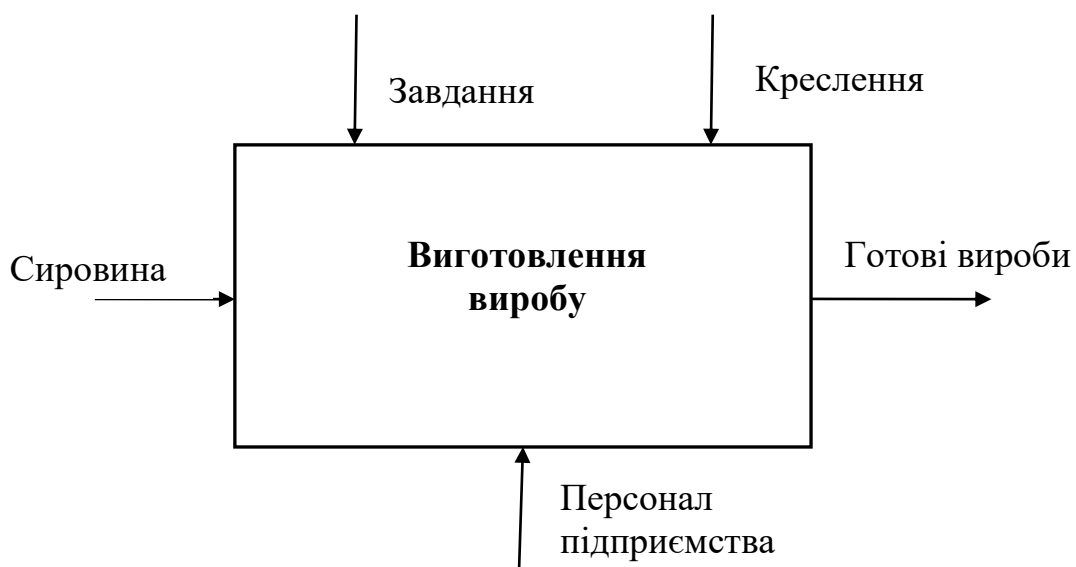 Завдання
Креслення
Виготовлення
виробу
Сировина
Готові вироби
Персонал
підприємства